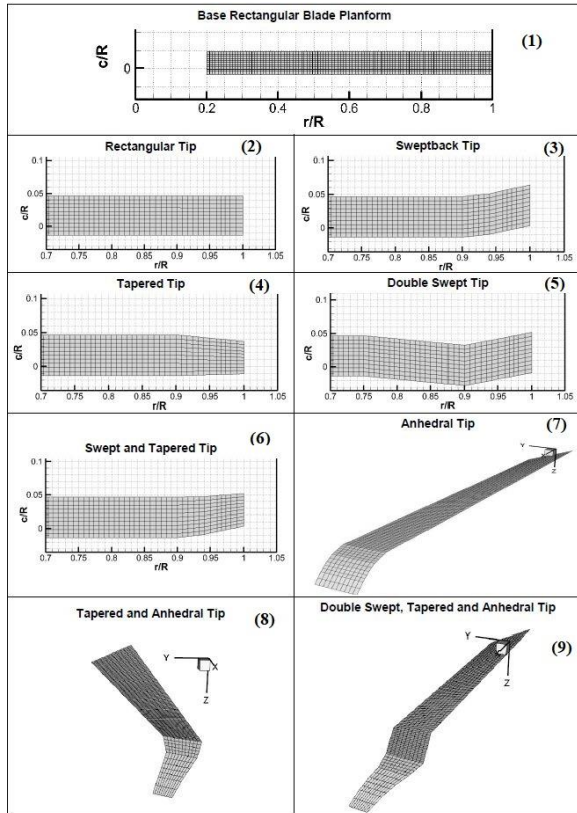 Base Rectangular Blade Planform
(1)
c/R
0
0 0.2 0.4 0.6 0.8 1
r/R
Rectangular Tip
(2)
0.1
0.05
0
c/R
0.7 0.75 0.8 0.85 0.9 0.95 1 1.05
r/R
Sweptback Tip
(3)
0.1
0.05
0
c/R
0.7 0.75 0.8 0.85 0.9 0.95 1 1.05
r/R
Tapered Tip
(4)
0.1
0.05
0
c/R
0.7 0.75 0.8 0.85 0.9 0.95 1 1.05
r/R
Double Swept Tip
(5)
0.1
0.05
0
c/R
0.7 0.75 0.8 0.85 0.9 0.95 1 1.05
r/R
Swept and Tapered Tip
(6)
0.1
0.05
0
c/R
0.7 0.75 0.8 0.85 0.9 0.95 1 1.05
r/R
Anhedral Tip
(7)
Y
X
Z
Tapered and Anhedral Tip
(8)
Y
X
Z
Double Swept, Tapered and Anhedral Tip
(9)
Y
Z